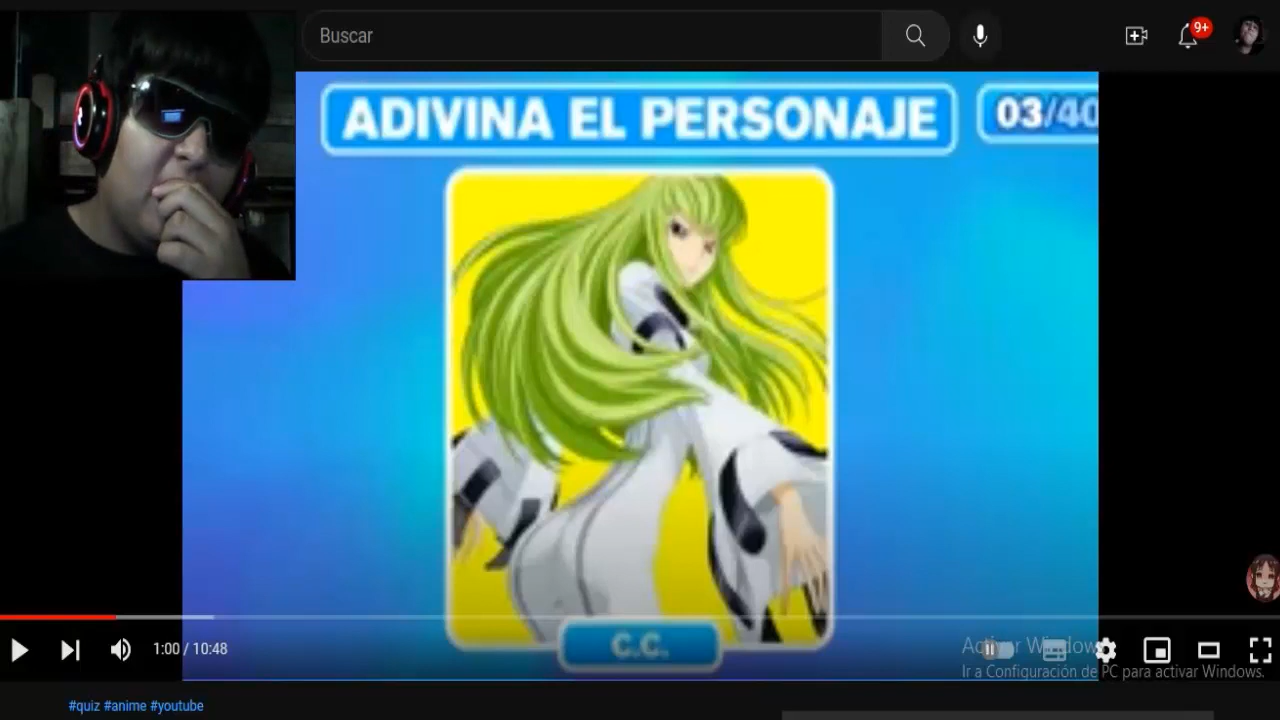 Buscar
9+
ADIVINA EL PERSONAJE
03/40
C.C.
1:00 / 10:48
Activar Windows
Ir a Configuración de PC para activar Windows.
#quiz #anime #youtube